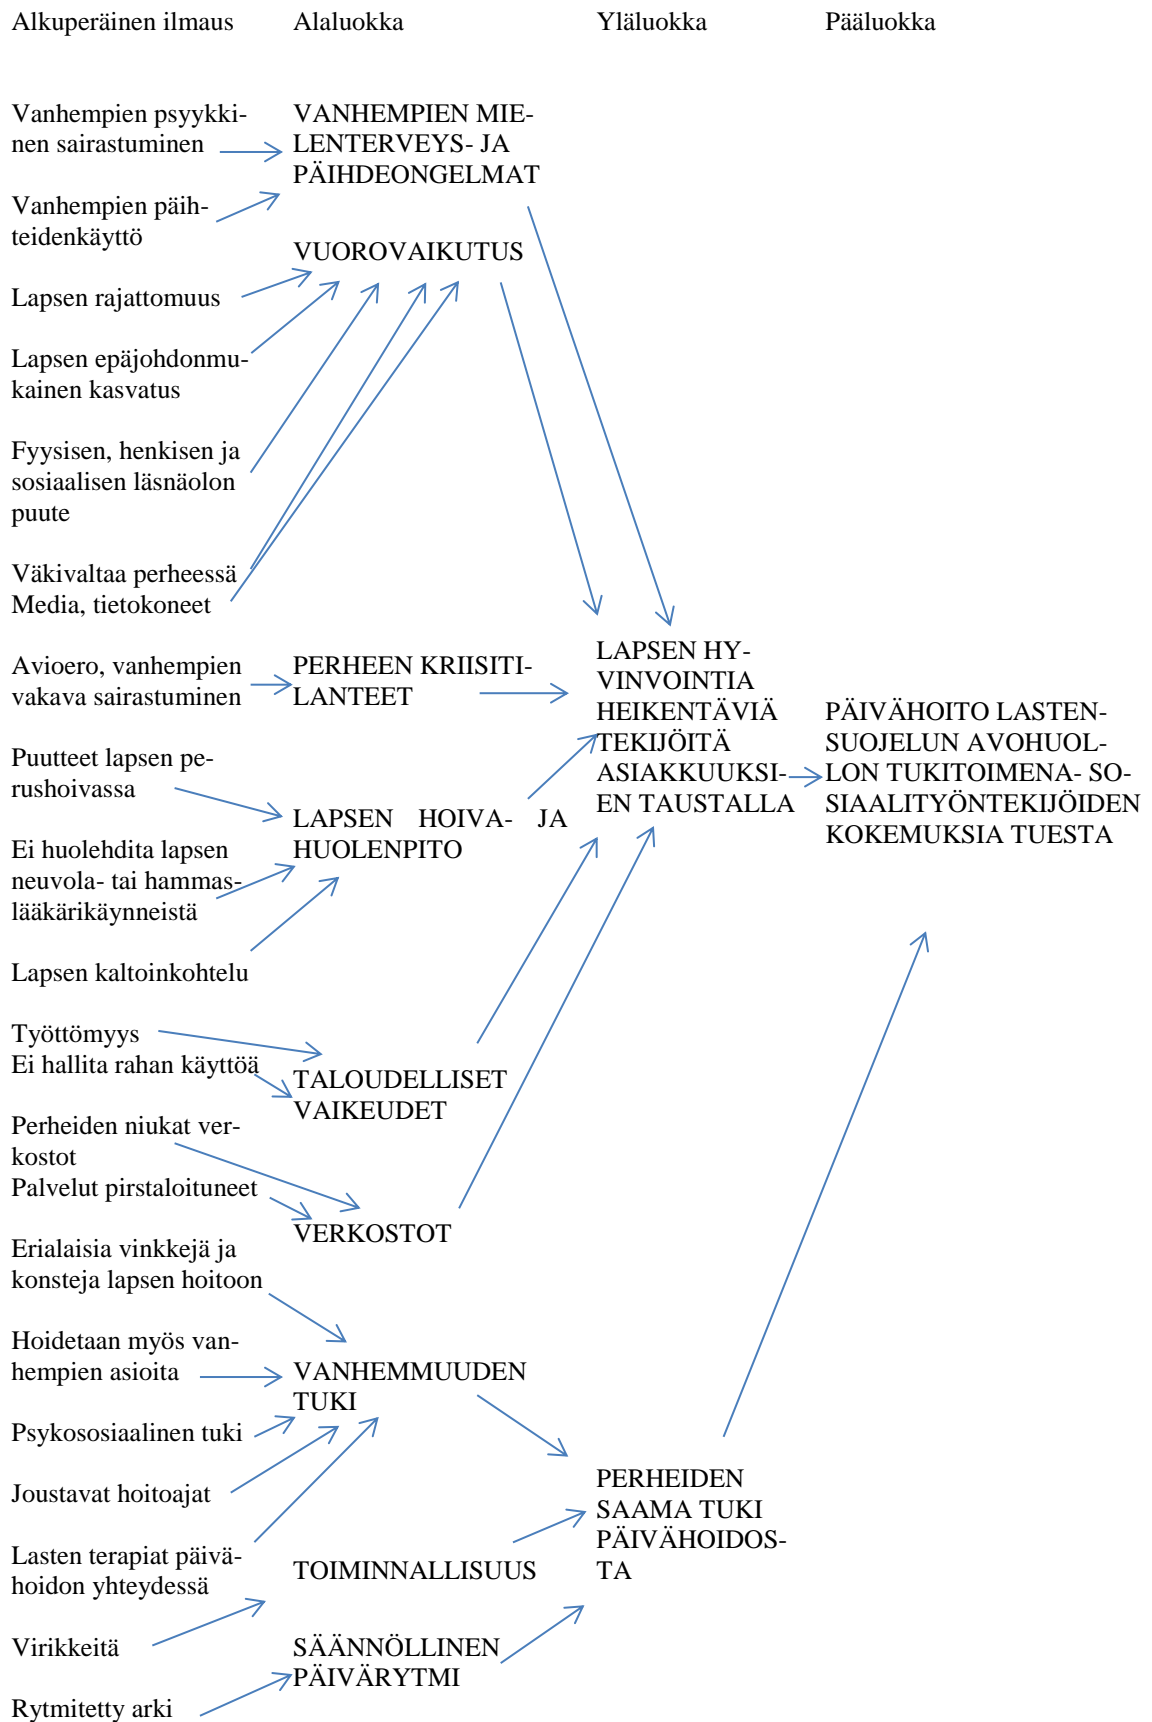 Alkuperäinen ilmaus
Alaluokka
Yläluokka
Pääluokka
Vanhempien psyykki-
nen sairastuminen
Vanhempien päih-
teidenkäyttö
Lapsen rajattomuus
Lapsen epäjohdonmu-
kainen kasvatus
Fyysisen, henkisen ja
sosiaalisen läsnäolon
puute
Väkivaltaa perheessä
Media, tietokoneet
Avioero, vanhempien
vakava sairastuminen
Puutteet lapsen pe-
rushoivassa
Ei huolehdita lapsen
neuvola- tai hammas-
lääkärikäynneistä
Lapsen kaltoinkohtelu
Työttömyys
Ei hallita rahan käyttöä
Perheiden niukat ver-
kostot
Palvelut pirstaloituneet
Erialaisia vinkkejä ja
konsteja lapsen hoitoon
Hoidetaan myös van-
hempien asioita
Psykososiaalinen tuki
Joustavat hoitoajat
Lasten terapiat päivä-
hoidon yhteydessä
Virikkeitä
Rytmitetty arki
VANHEMPIEN MIE-
LENTERVEYS- JA
PÄIHDEONGELMAT
VUOROVAIKUTUS
PERHEEN KRIISITI-
LANTEET
LAPSEN HOIVA- JA
HUOLENPITO
TALOUDELLISET
VAIKEUDET
VERKOSTOT
VANHEMMUUDEN
TUKI
TOIMINNALLISUUS
SÄÄNNÖLLINEN
PÄIVÄRYTMI
LAPSEN HY-
VINVOINTIA
HEIKENTÄVIÄ
TEKIJÖITÄ
ASIAKKUUKSI-
EN TAUSTALLA
PERHEIDEN
SAAMA TUKI
PÄIVÄHOIDOS-
TA
PÄIVÄHOITO LASTEN-
SUOJELUN AVOHUOL-
LON TUKITOIMENA- SO-
SIAALITYÖNTEKIJÖIDEN
KOKEMUKSIA TUESTA